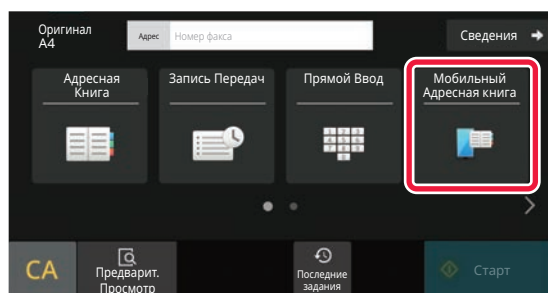 Оригинал
A4
Адрес
Номер факса
Сведения
Адресная
Книга
Запись Передач
Прямой Ввод
Мобильный
Адресная книга
CA
Предварит.
Просмотр
Последние
задания
Старт